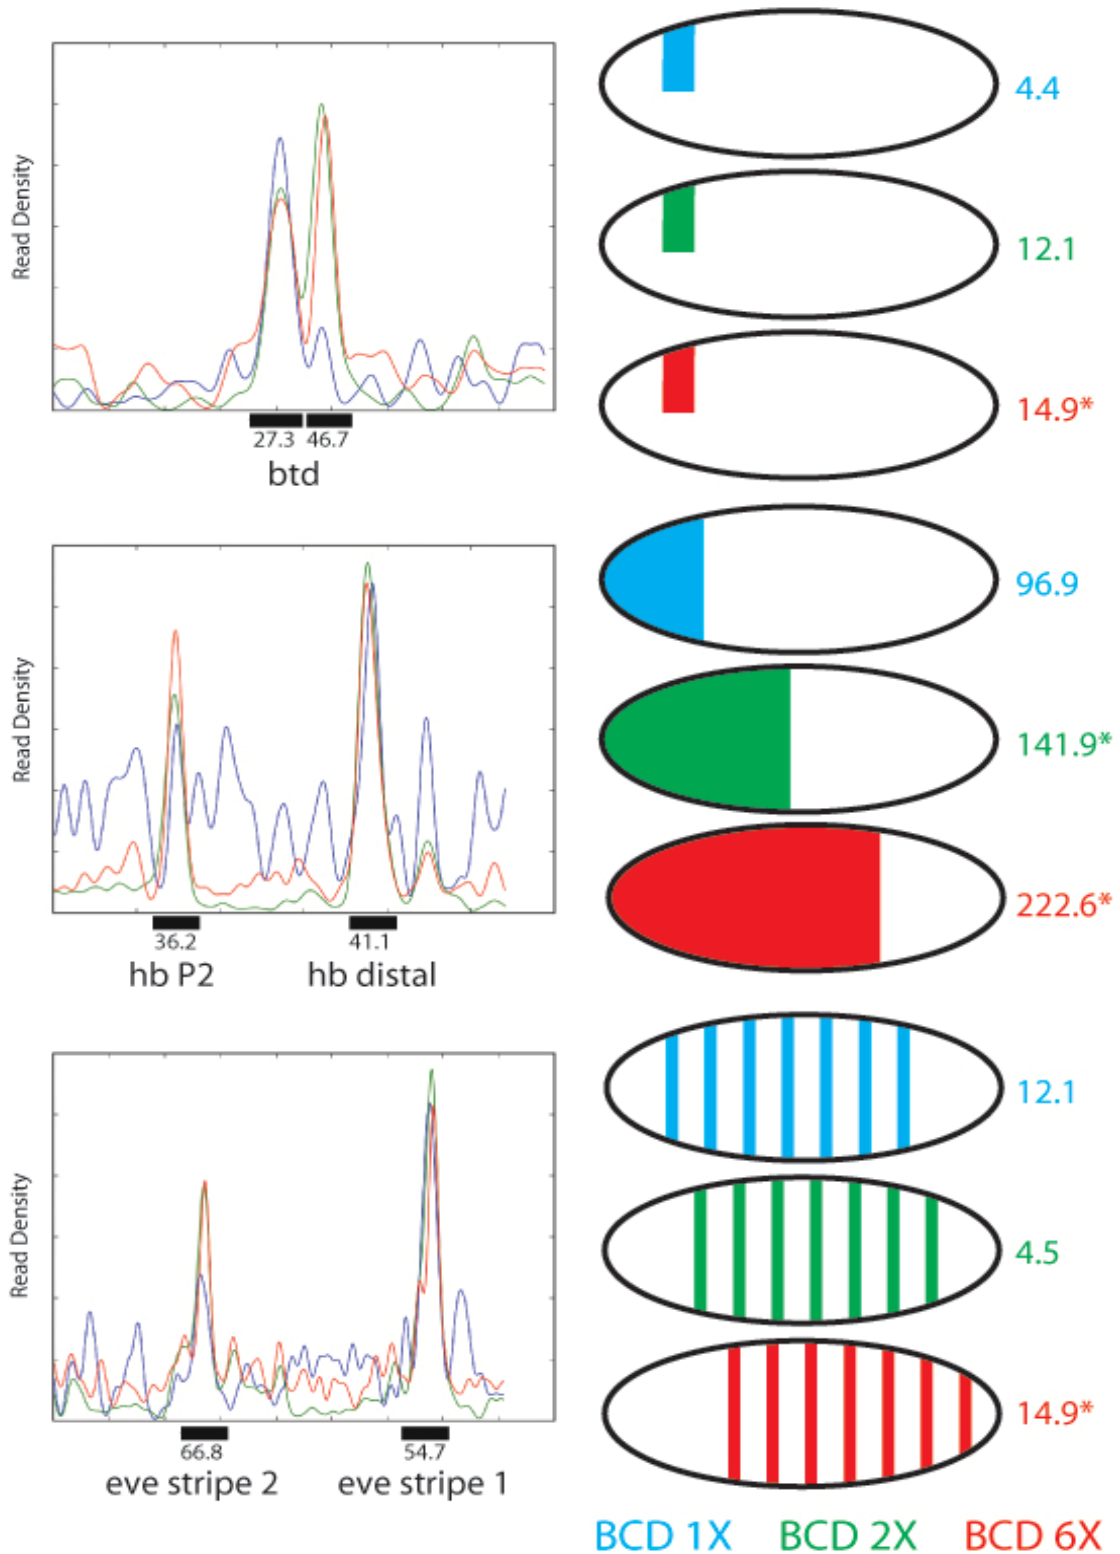 Read Density
4.4
12.1
14.9*
27.3 46.7
btd
Read Density
96.9
141.9*
222.6*
36.2 41.1
hb P2 hb distal
Read Density
12.1
4.5
14.9*
66.8 54.7
eve stripe 2 eve stripe 1
BCD 1X BCD 2X BCD 6X